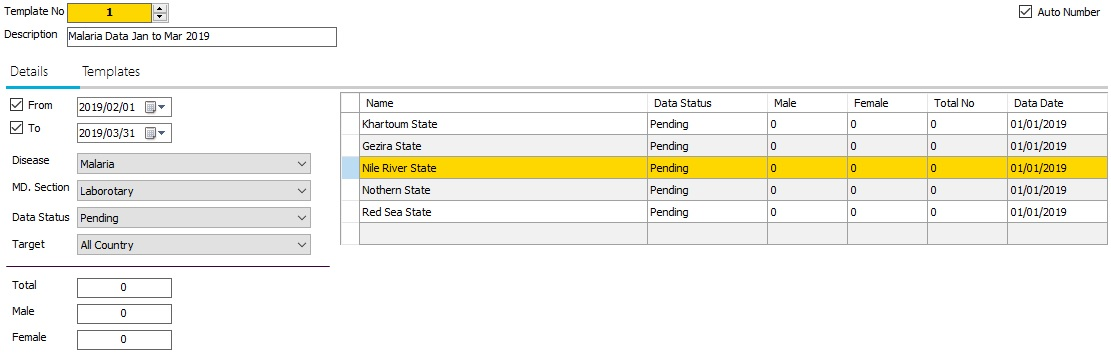 Template No 1 Auto Number
Description Malaria Data Jan to Mar 2019
Details Templates
From 2019/02/01
To 2019/03/31
Disease Malaria
MD. Section Laborotary
Data Status Pending
Target All Country
Total 0
Male 0
Female 0
Name Data Status Male Female Total No Data Date
Khartoum State Pending 0 0 0 01/01/2019
Gezira State Pending 0 0 0 01/01/2019
Nile River State Pending 0 0 0 01/01/2019
Nothern State Pending 0 0 0 01/01/2019
Red Sea State Pending 0 0 0 01/01/2019